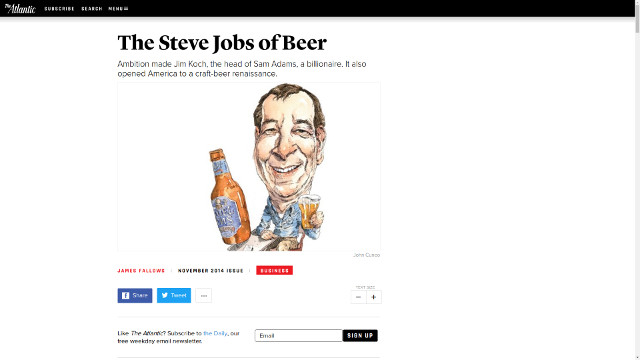 The Atlantic
SUBSCRIBE SEARCH MENU
The Steve Jobs of Beer
Ambition made Jim Koch, the head of Sam Adams, a billionaire. It also
opened America to a craft-beer renaissance.
JAMES FALLOWS NOVEMBER 2014 ISSUE BUSINESS
TEXT SIZE
Share Tweet ··· − +
Like The Atlantic? Subscribe to the Daily, our
free weekday email newsletter.
Email SIGN UP